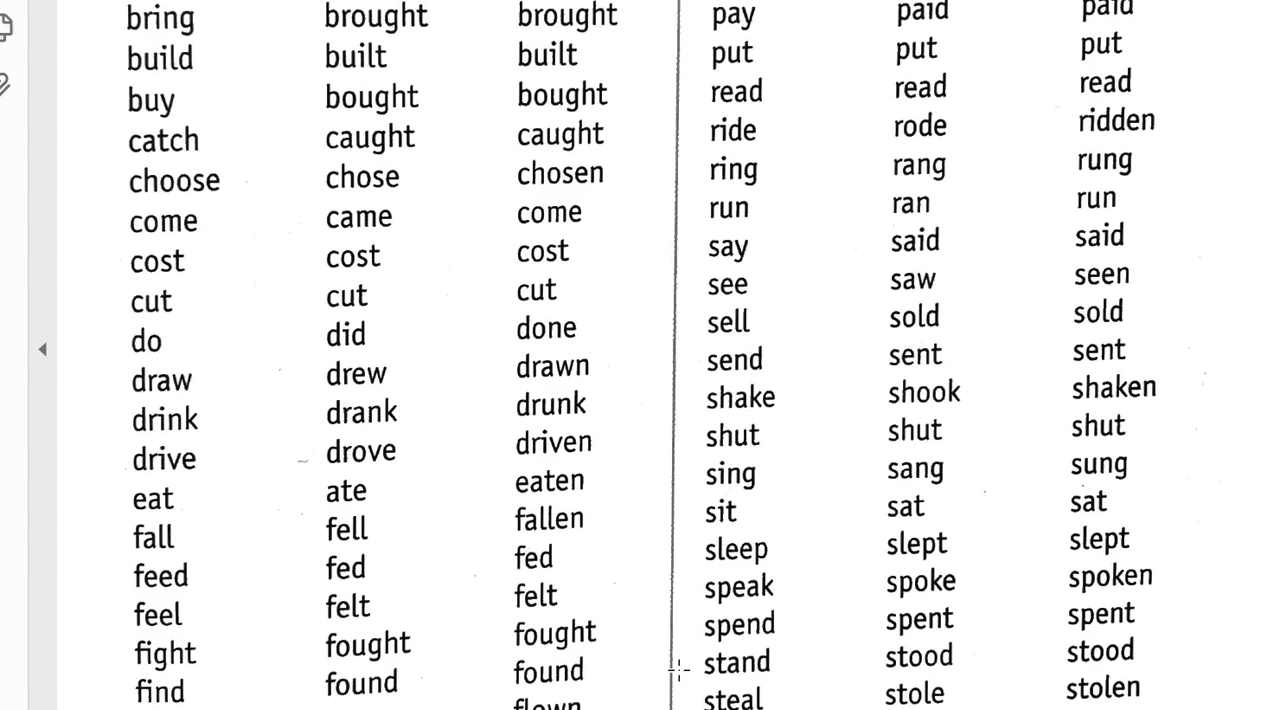 bring brought brought
build built built
buy bought bought
catch caught caught
choose chose chosen
come came come
cost cost cost
cut cut cut
do did done
draw drew drawn
drink drank drunk
drive drove driven
eat ate eaten
fall fell fallen
feed fed fed
feel felt felt
fight fought fought
find found found
flown
pay paid paid
put put put
read read read
ride rode ridden
ring rang rung
run ran run
say said said
see saw seen
sell sold sold
send sent sent
shake shook shaken
shut shut shut
sing sang sung
sit sat sat
sleep slept slept
speak spoke spoken
spend spent spent
stand stood stood
steal stole stolen